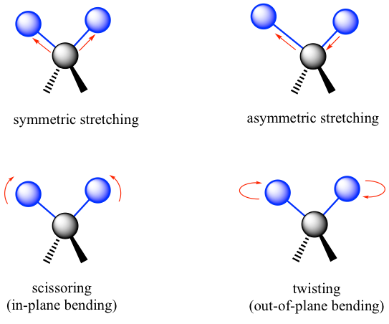 symmetric stretching
asymmetric stretching
scissoring
(in-plane bending)
twisting
(out-of-plane bending)